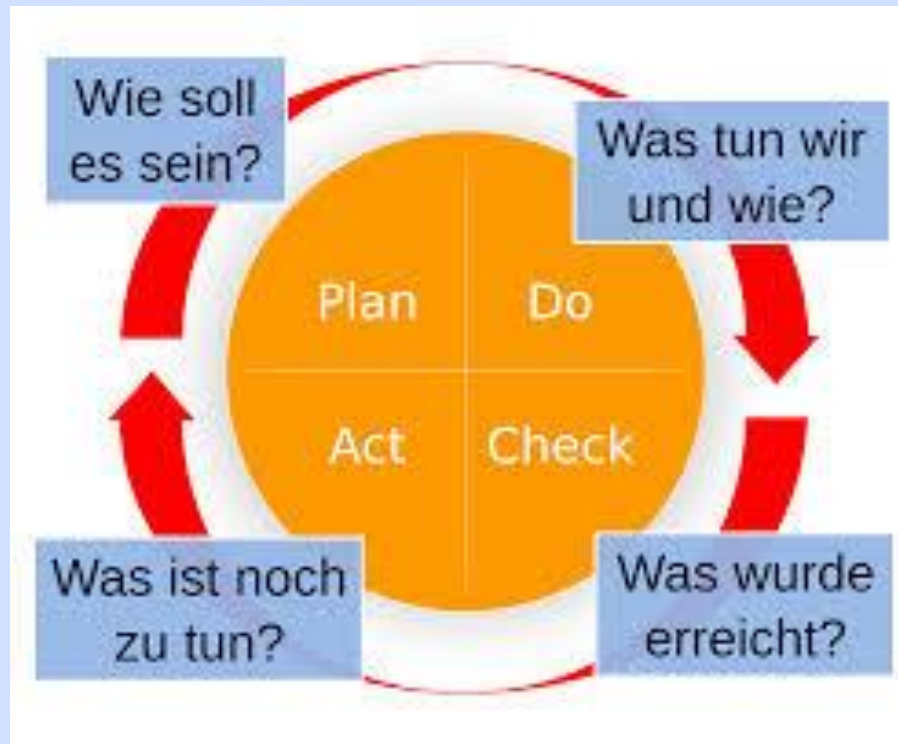 Wie soll
es sein?
Was tun wir
und wie?
Plan
Do
Act
Check
Was ist noch
zu tun?
Was wurde
erreicht?